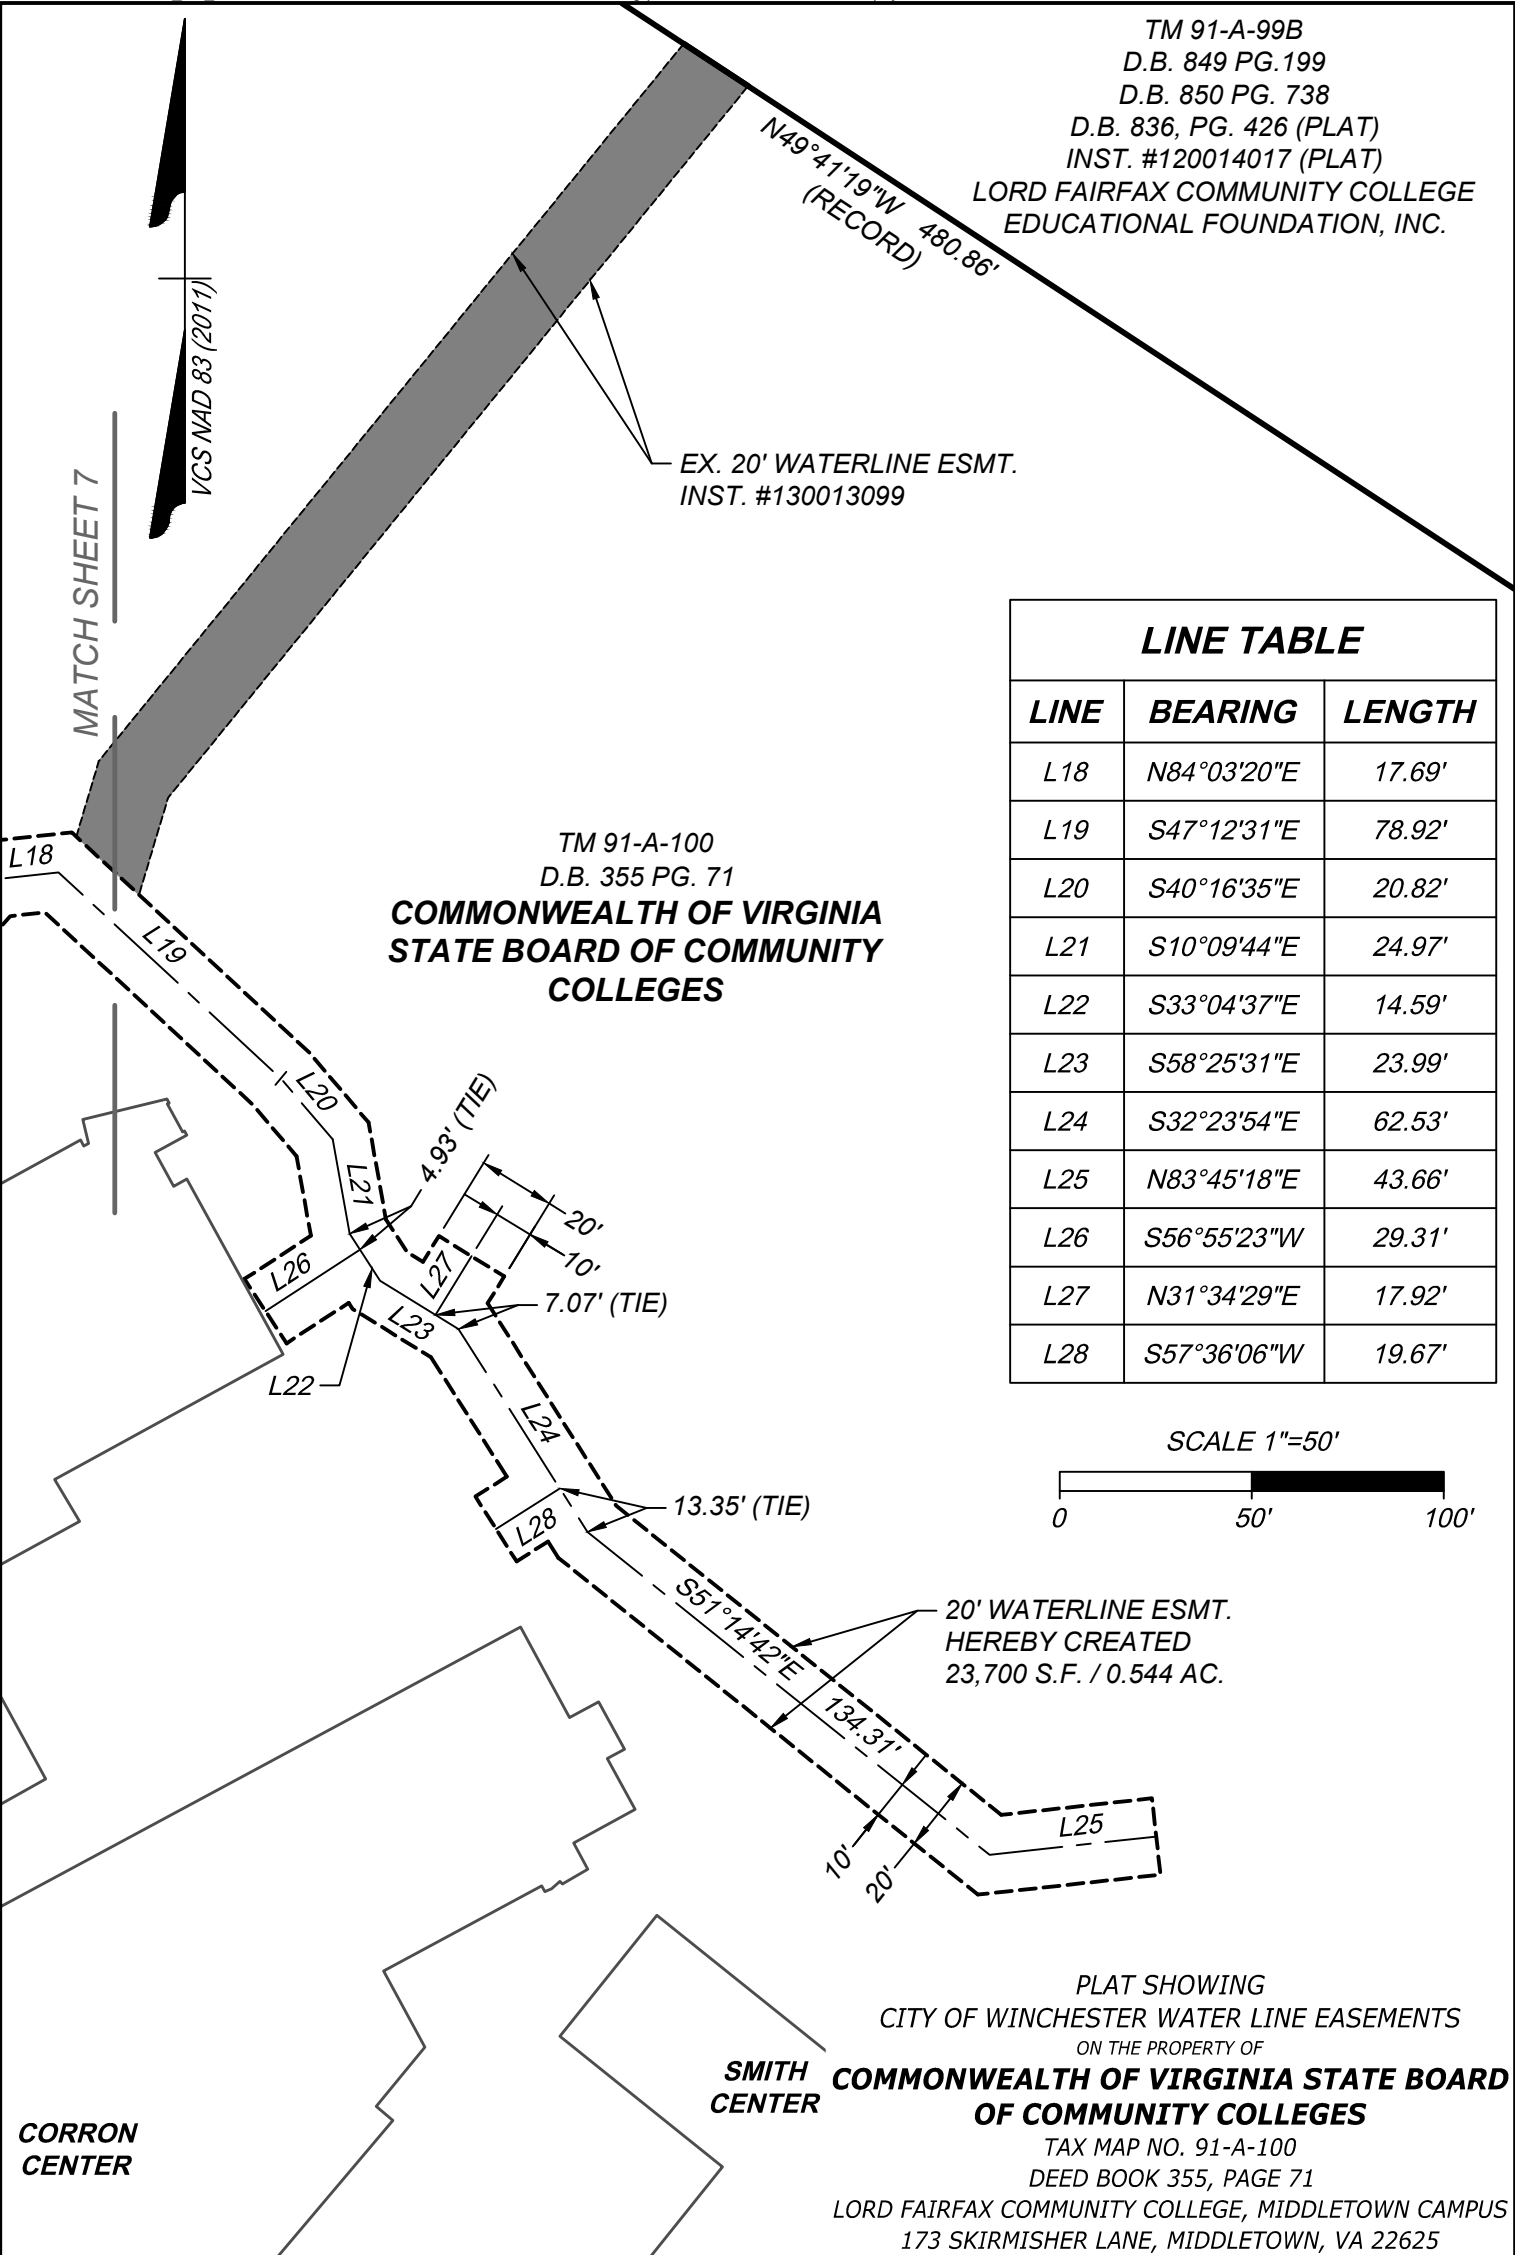 TM 91-A-99B
D.B. 849 PG.199
D.B. 850 PG. 738
D.B. 836, PG. 426 (PLAT)
INST. #120014017 (PLAT)
LORD FAIRFAX COMMUNITY COLLEGE
EDUCATIONAL FOUNDATION, INC.
N49°41'19"W 480.86'
(RECORD)
VCS NAD 83 (2011)
MATCH SHEET 7
EX. 20' WATERLINE ESMT.
INST. #130013099
LINE TABLE
LINE BEARING LENGTH
L18 N84°03'20"E 17.69'
L19 S47°12'31"E 78.92'
L20 S40°16'35"E 20.82'
L21 S10°09'44"E 24.97'
L22 S33°04'37"E 14.59'
L23 S58°25'31"E 23.99'
L24 S32°23'54"E 62.53'
L25 N83°45'18"E 43.66'
L26 S56°55'23"W 29.31'
L27 N31°34'29"E 17.92'
L28 S57°36'06"W 19.67'
TM 91-A-100
D.B. 355 PG. 71
COMMONWEALTH OF VIRGINIA
STATE BOARD OF COMMUNITY
COLLEGES
L18
L19
L20
L21
4.93' (TIE)
20'
10'
L26
L27
7.07' (TIE)
L23
L22
L24
SCALE 1"=50'
0 50' 100'
13.35' (TIE)
L28
S51°14'42"E 134.31'
20' WATERLINE ESMT.
HEREBY CREATED
23,700 S.F. / 0.544 AC.
L25
10'
20'
SMITH
CENTER
CORRON
CENTER
PLAT SHOWING
CITY OF WINCHESTER WATER LINE EASEMENTS
ON THE PROPERTY OF
COMMONWEALTH OF VIRGINIA STATE BOARD
OF COMMUNITY COLLEGES
TAX MAP NO. 91-A-100
DEED BOOK 355, PAGE 71
LORD FAIRFAX COMMUNITY COLLEGE, MIDDLETOWN CAMPUS
173 SKIRMISHER LANE, MIDDLETOWN, VA 22625